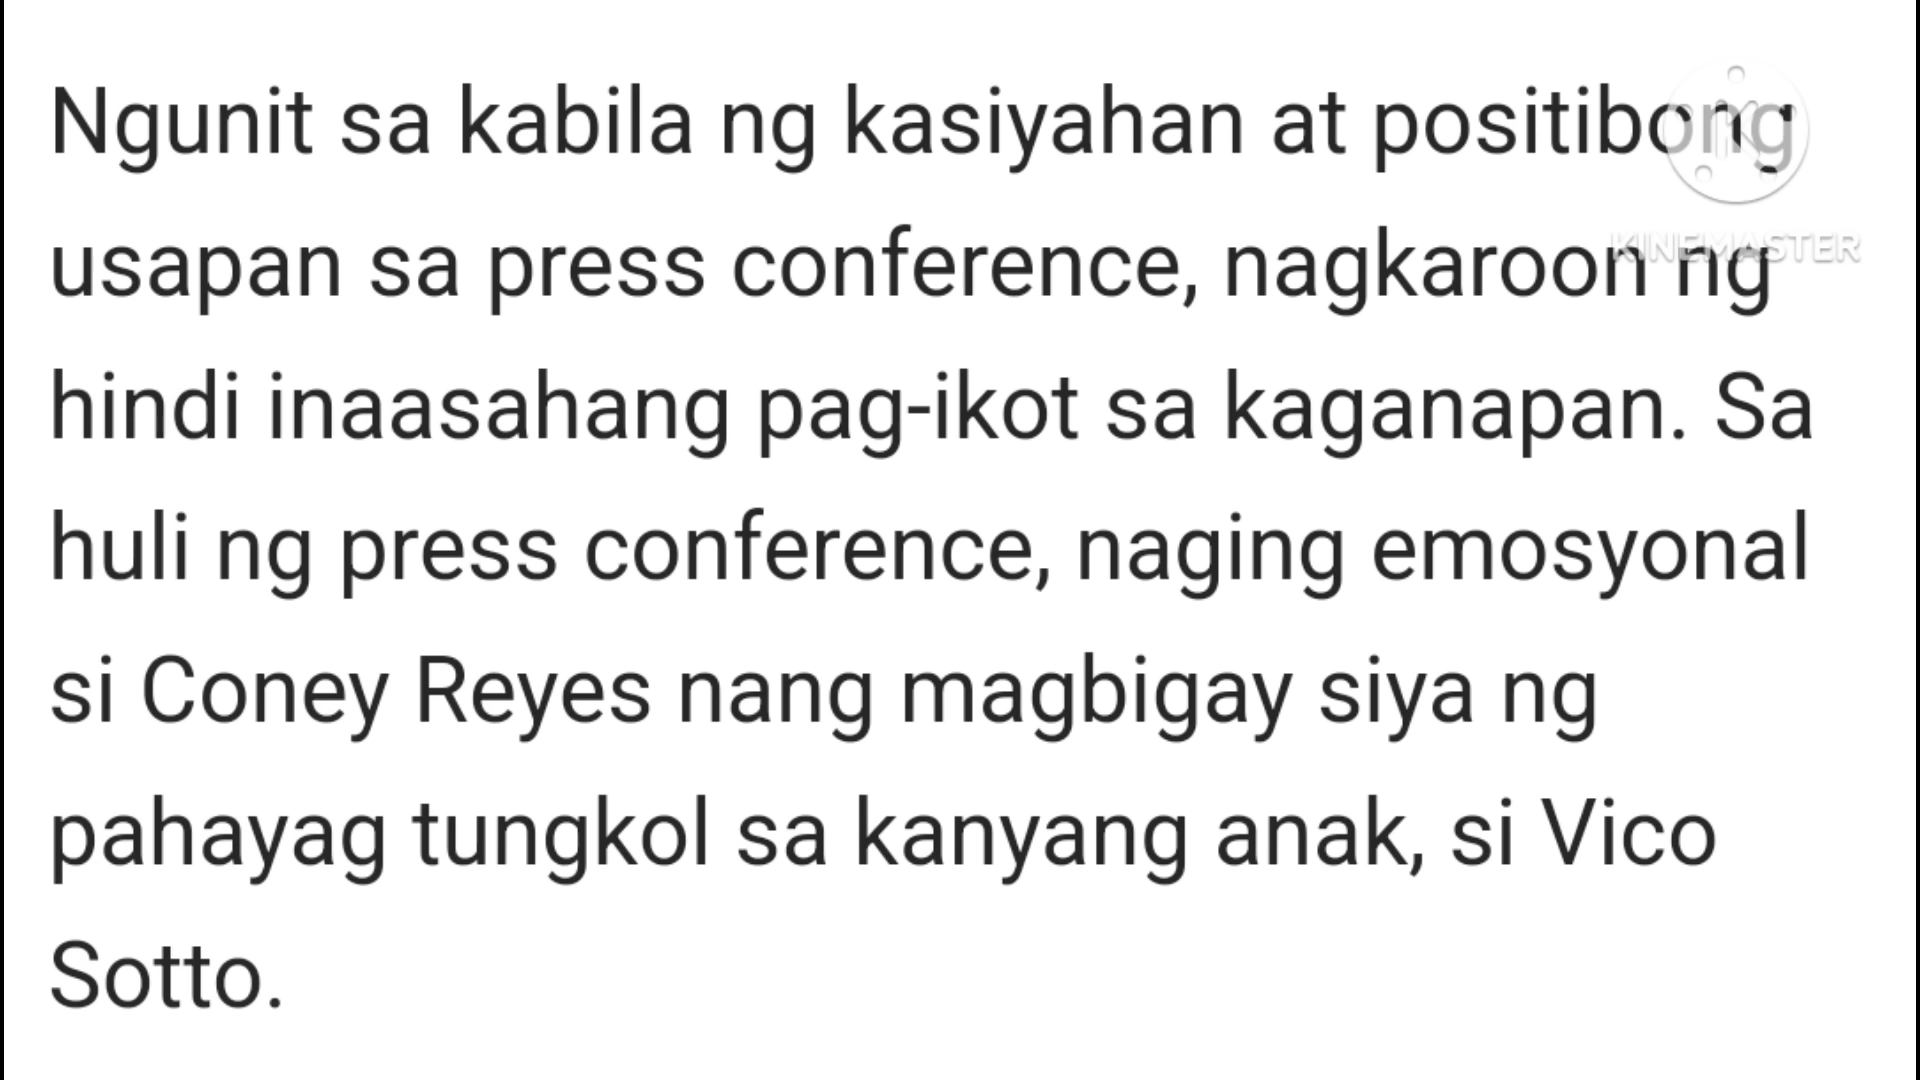 Ngunit sa kabila ng kasiyahan at positibong
usapan sa press conference, nagkaroon ng
hindi inaasahang pag-ikot sa kaganapan. Sa
huli ng press conference, naging emosyonal
si Coney Reyes nang magbigay siya ng
pahayag tungkol sa kanyang anak, si Vico
Sotto.
KINEMASTER